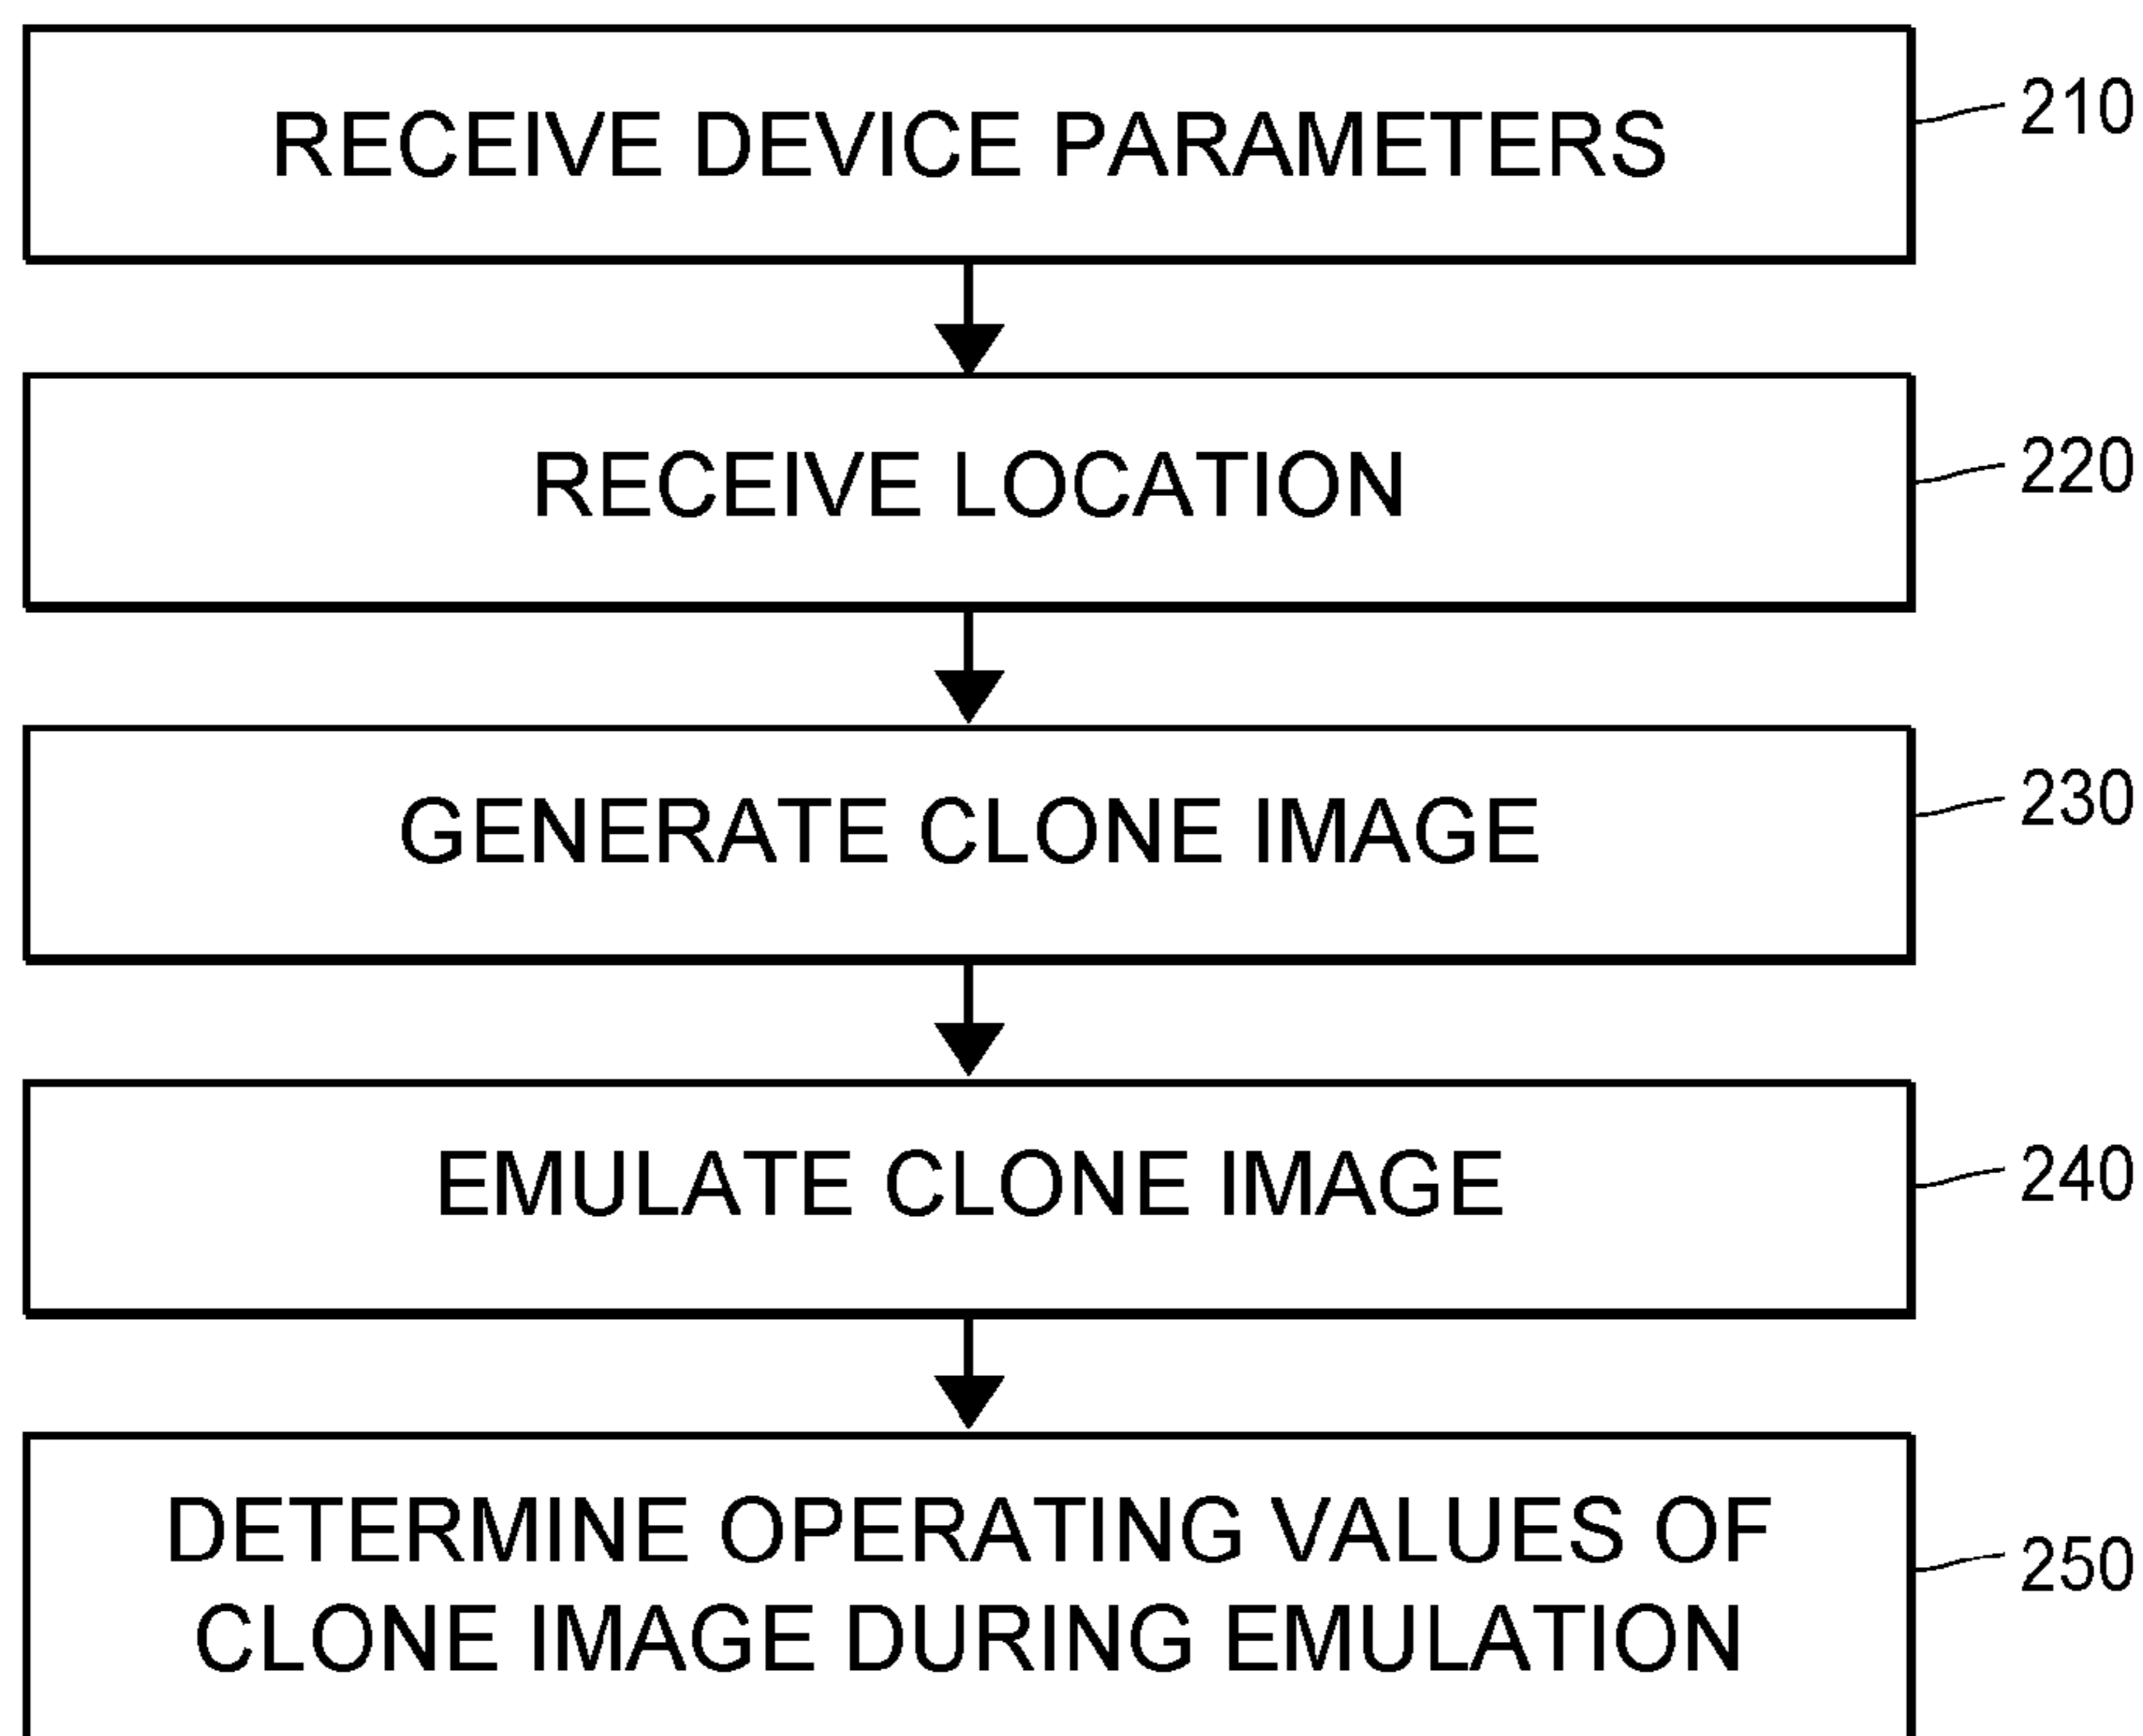 RECEIVE DEVICE PARAMETERS
210
RECEIVE LOCATION
220
GENERATE CLONE IMAGE
230
EMULATE CLONE IMAGE
240
DETERMINE OPERATING VALUES OF
CLONE IMAGE DURING EMULATION
250